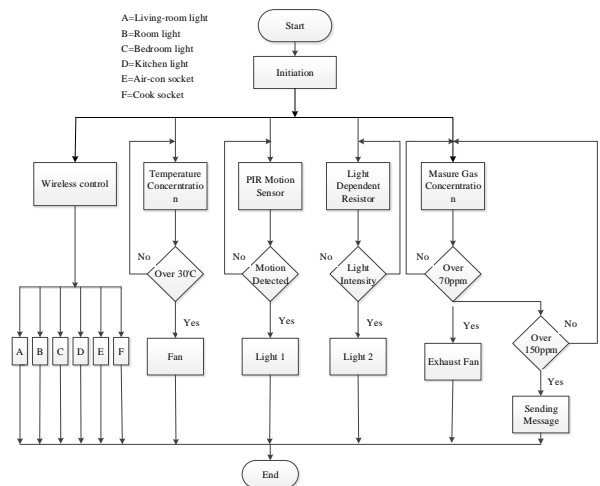 A=Living-room light
B=Room light
C=Bedroom light
D=Kitchen light
E=Air-con socket
F=Cook socket
Start
Initiation
Wireless control
Temperature
Concerntratio
n
PIR Motion
Sensor
Light
Dependent
Resistor
Masure Gas
Concerntratio
n
No
Over 30'C
No
Motion
Detected
No
Light
Intensity
No
Over
70ppm
Yes
Yes
Yes
Yes
No
Over
150ppm
A
B
C
D
E
F
Fan
Light 1
Light 2
Exhaust Fan
Yes
Sending
Message
End